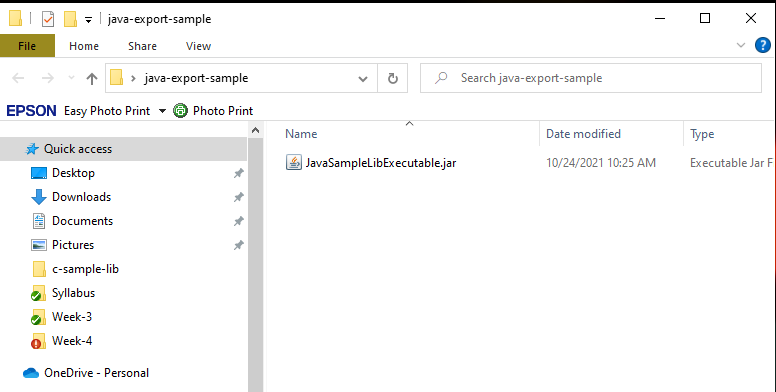 java-export-sample
File Home Share View
java-export-sample Search java-export-sample
EPSON Easy Photo Print Photo Print
Name Date modified Type
Quick access
JavaSampleLibExecutable.jar 10/24/2021 10:25 AM Executable Jar F
Desktop
Downloads
Documents
Pictures
c-sample-lib
Syllabus
Week-3
Week-4
OneDrive - Personal